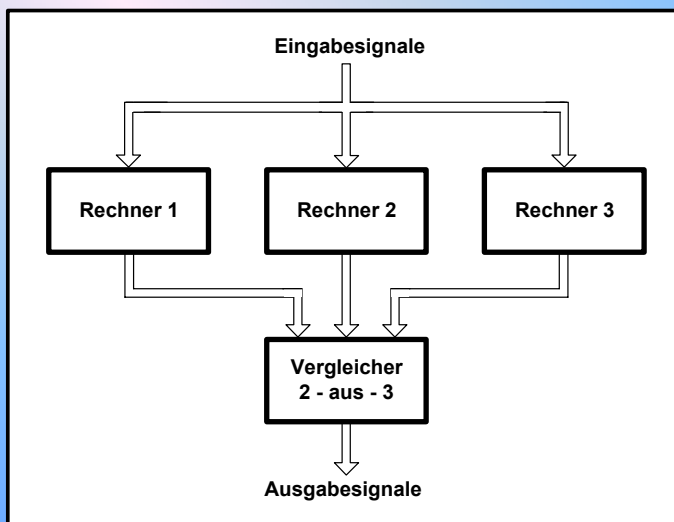 Eingabesignale
Rechner 1
Rechner 2
Rechner 3
Vergleicher
2 - aus - 3
Ausgabesignale